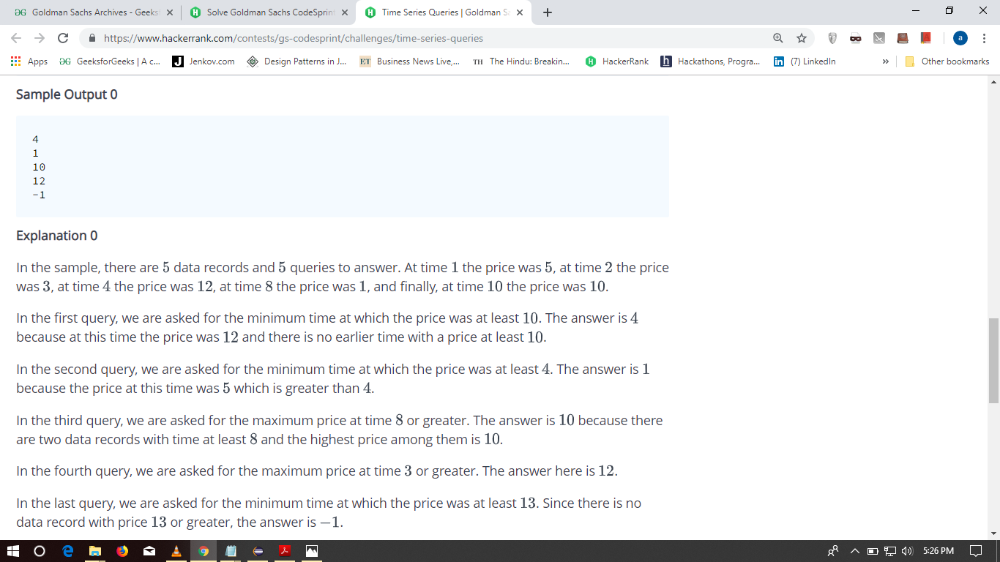 GeeksforGeeks Goldman Sachs Archives - Geeks
Solve Goldman Sachs CodeSprint
Time Series Queries | Goldman Sa
https://www.hackerrank.com/contests/gs-codesprint/challenges/time-series-queries
a
Apps
GeeksforGeeks | A c...
J Jenkov.com
Design Patterns in J...
ET Business News Live,...
TH The Hindu: Breakin...
H HackerRank
h Hackathons, Progra...
in (7) LinkedIn
»
Other bookmarks
Sample Output 0
4
1
10
12
-1
Explanation 0
In the sample, there are 5 data records and 5 queries to answer. At time 1 the price was 5, at time 2 the price
was 3, at time 4 the price was 12, at time 8 the price was 1, and finally, at time 10 the price was 10.
In the first query, we are asked for the minimum time at which the price was at least 10. The answer is 4
because at this time the price was 12 and there is no earlier time with a price at least 10.
In the second query, we are asked for the minimum time at which the price was at least 4. The answer is 1
because the price at this time was 5 which is greater than 4.
In the third query, we are asked for the maximum price at time 8 or greater. The answer is 10 because there
are two data records with time at least 8 and the highest price among them is 10.
In the fourth query, we are asked for the maximum price at time 3 or greater. The answer here is 12.
In the last query, we are asked for the minimum time at which the price was at least 13. Since there is no
data record with price 13 or greater, the answer is −1.
5:26 PM